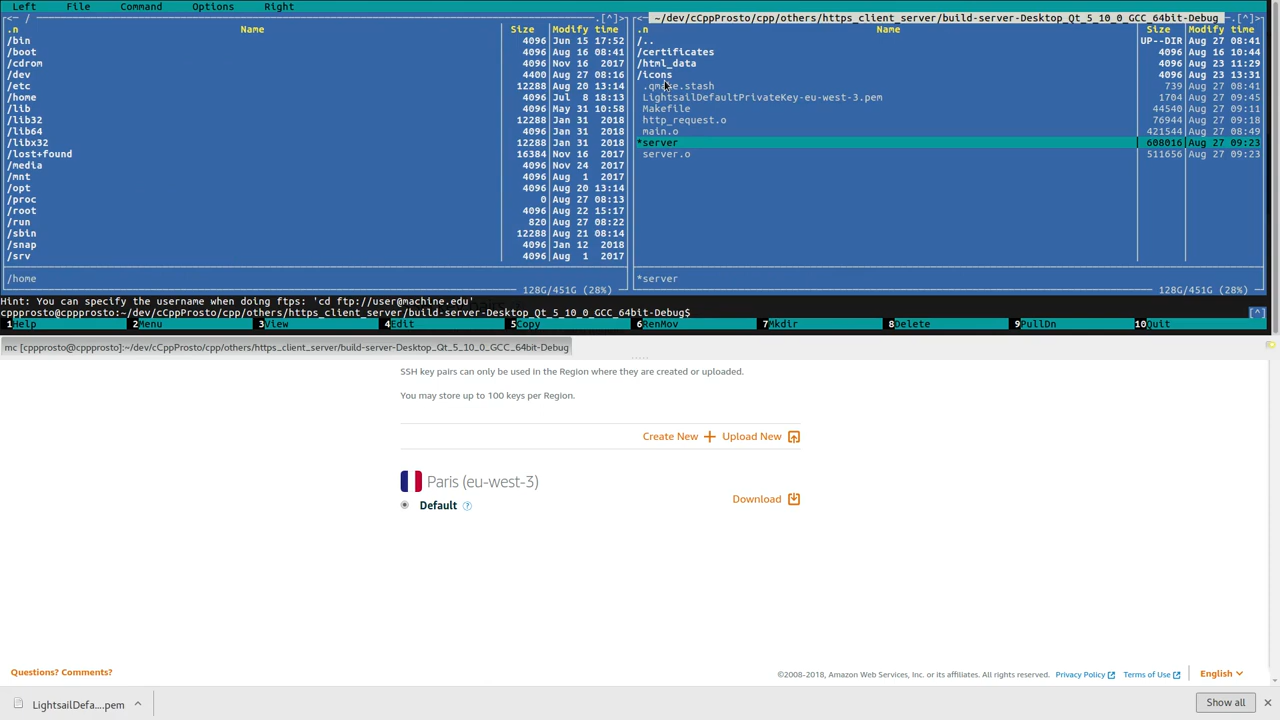 Left File Command Options Right
<─ / .[^]> <─ ~/dev/cCppProsto/cpp/others/https_client_server/build-server-Desktop_Qt_5_10_0_GCC_64bit-Debug .[^]>
.n Name Size Modify time .n Name Size Modify time
/bin 4096 Jun 15 17:52 /.. UP--DIR Aug 27 08:41
/boot 4096 Aug 16 08:41 /certificates 4096 Aug 16 10:44
/cdrom 4096 Nov 16 2017 /html_data 4096 Aug 23 11:29
/dev 4400 Aug 27 08:16 /icons 4096 Aug 23 13:31
/etc 12288 Aug 20 13:14 .qmake.stash 739 Aug 27 08:41
/home 4096 Jul 8 18:13 LightsailDefaultPrivateKey-eu-west-3.pem 1704 Aug 27 09:45
/lib 4096 May 31 10:58 Makefile 44540 Aug 27 09:11
/lib32 12288 Jan 31 2018 http_request.o 76944 Aug 27 09:18
/lib64 4096 Jan 31 2018 main.o 421544 Aug 27 08:49
/libx32 12288 Jan 31 2018 *server 608016 Aug 27 09:23
/lost+found 16384 Nov 16 2017 server.o 511656 Aug 27 09:23
/media 4096 Nov 24 2017
/mnt 4096 Aug 1 2017
/opt 4096 Aug 20 13:14
/proc 0 Aug 27 08:13
/root 4096 Aug 22 15:17
/run 820 Aug 27 08:22
/sbin 12288 Aug 21 08:14
/snap 4096 Jan 12 2018
/srv 4096 Aug 1 2017
/home *server
128G/451G (28%) 128G/451G (28%)
Hint: You can specify the username when doing ftps: 'cd ftp://user@machine.edu'
cppprosto@cppprosto:~/dev/cCppProsto/cpp/others/https_client_server/build-server-Desktop_Qt_5_10_0_GCC_64bit-Debug$ [^]
1Help 2Menu 3View 4Edit 5Copy 6RenMov 7Mkdir 8Delete 9PullDn 10Quit
mc [cppprosto@cppprosto]:~/dev/cCppProsto/cpp/others/https_client_server/build-server-Desktop_Qt_5_10_0_GCC_64bit-Debug
SSH key pairs can only be used in the Region where they are created or uploaded.
You may store up to 100 keys per Region.
Create New Upload New
Paris (eu-west-3)
Default ? Download
Questions? Comments? ©2008-2018, Amazon Web Services, Inc. or its affiliates. All rights reserved. Privacy Policy Terms of Use English
LightsailDefa....pem Show all